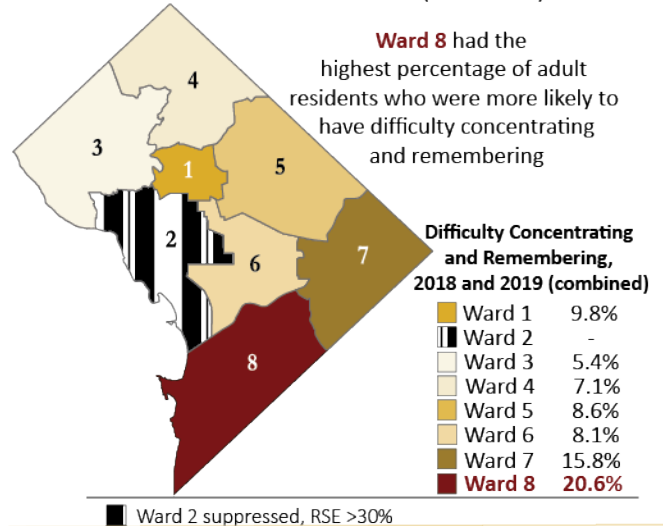 Ward 8 had the
highest percentage of adult
residents who were more likely to
have difficulty concentrating
and remembering
4
3
1
5
2
6
7
8
Difficulty Concentrating
and Remembering,
2018 and 2019 (combined)
Ward 1 9.8%
Ward 2 -
Ward 3 5.4%
Ward 4 7.1%
Ward 5 8.6%
Ward 6 8.1%
Ward 7 15.8%
Ward 8 20.6%
Ward 2 suppressed, RSE >30%